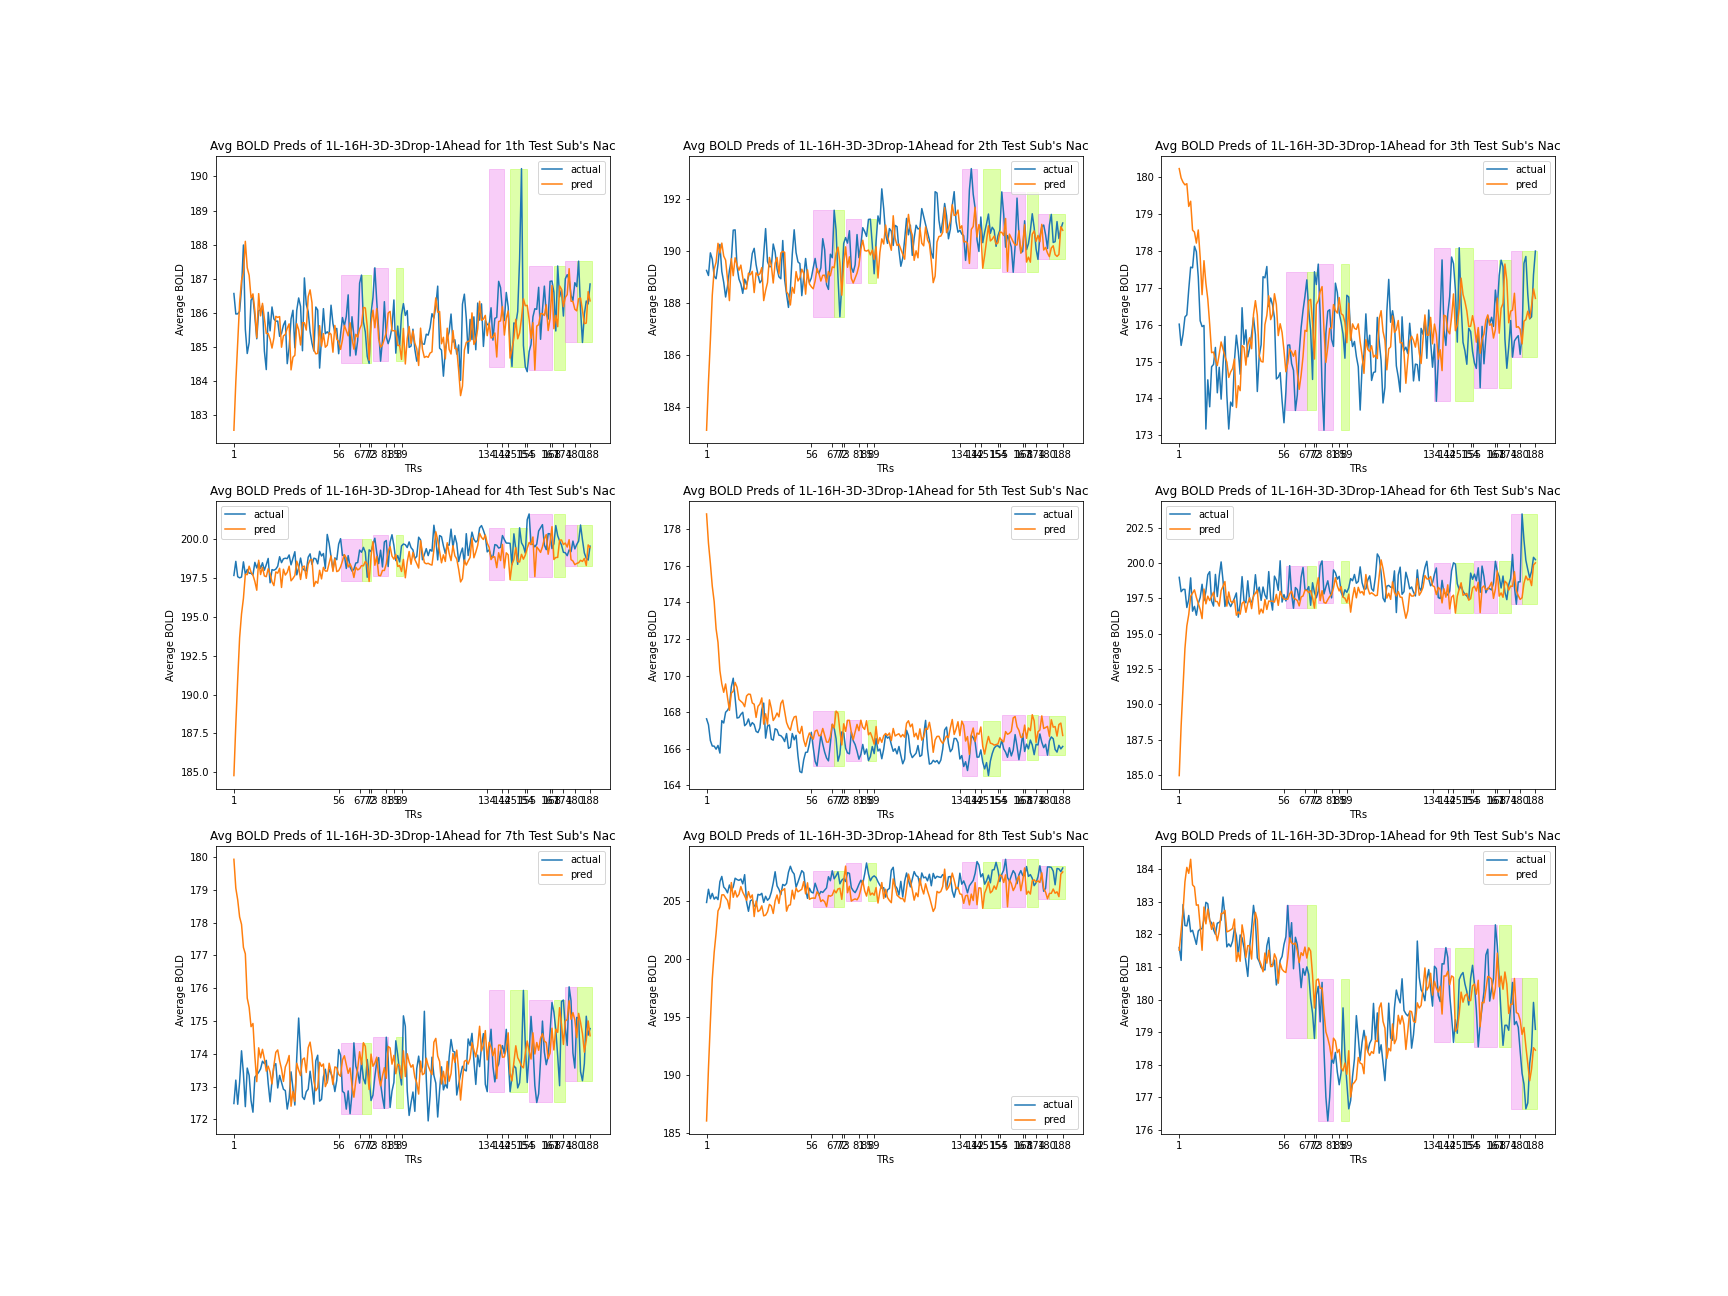 Avg BOLD Preds of 1L-16H-3D-3Drop-1Ahead for 1th Test Sub's Nac
Average BOLD
190
189
188
187
186
185
184
183
actual
pred
1
56
TRs
Avg BOLD Preds of 1L-16H-3D-3Drop-1Ahead for 2th Test Sub's Nac
Average BOLD
192
190
188
186
184
actual
pred
1
56
TRs
Avg BOLD Preds of 1L-16H-3D-3Drop-1Ahead for 3th Test Sub's Nac
Average BOLD
180
179
178
177
176
175
174
173
actual
pred
1
56
TRs
Avg BOLD Preds of 1L-16H-3D-3Drop-1Ahead for 4th Test Sub's Nac
Average BOLD
200.0
197.5
195.0
192.5
190.0
187.5
185.0
actual
pred
1
56
TRs
Avg BOLD Preds of 1L-16H-3D-3Drop-1Ahead for 5th Test Sub's Nac
Average BOLD
178
176
174
172
170
168
166
164
actual
pred
1
56
TRs
Avg BOLD Preds of 1L-16H-3D-3Drop-1Ahead for 6th Test Sub's Nac
Average BOLD
202.5
200.0
197.5
195.0
192.5
190.0
187.5
185.0
actual
pred
1
56
TRs
Avg BOLD Preds of 1L-16H-3D-3Drop-1Ahead for 7th Test Sub's Nac
Average BOLD
180
179
178
177
176
175
174
173
172
actual
pred
1
56
TRs
Avg BOLD Preds of 1L-16H-3D-3Drop-1Ahead for 8th Test Sub's Nac
Average BOLD
205
200
195
190
185
actual
pred
1
56
TRs
Avg BOLD Preds of 1L-16H-3D-3Drop-1Ahead for 9th Test Sub's Nac
Average BOLD
184
183
182
181
180
179
178
177
176
actual
pred
1
56
TRs